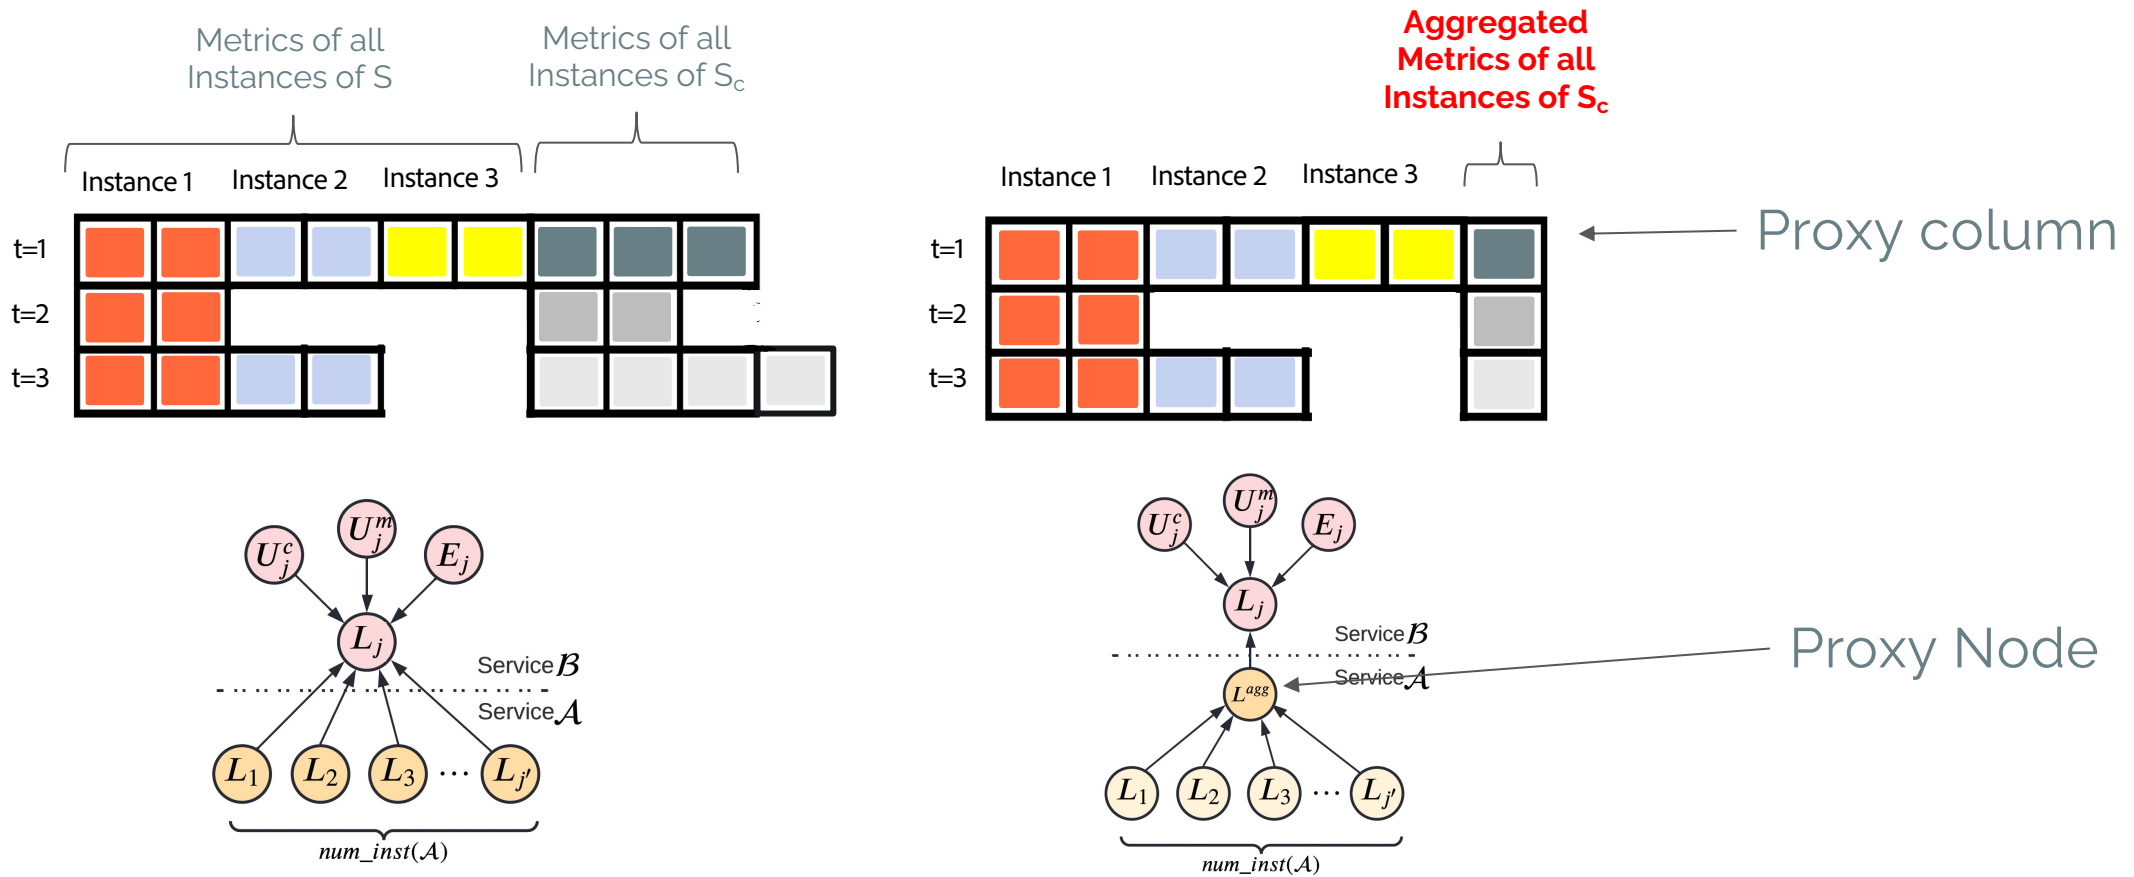 Metrics of all
Instances of S
Metrics of all
Instances of Sc
Aggregated
Metrics of all
Instances of Sc
Instance 1 Instance 2 Instance 3
Instance 1 Instance 2 Instance 3
t=1
t=2
t=3
t=1
t=2
t=3
Proxy column
U_j^c U_j^m E_j
L_j
Service B
Service A
L_1 L_2 L_3 ... L_j'
num_inst(A)
U_j^c U_j^m E_j
L_j
Service B
Service A
L^agg
L_1 L_2 L_3 ... L_j'
num_inst(A)
Proxy Node